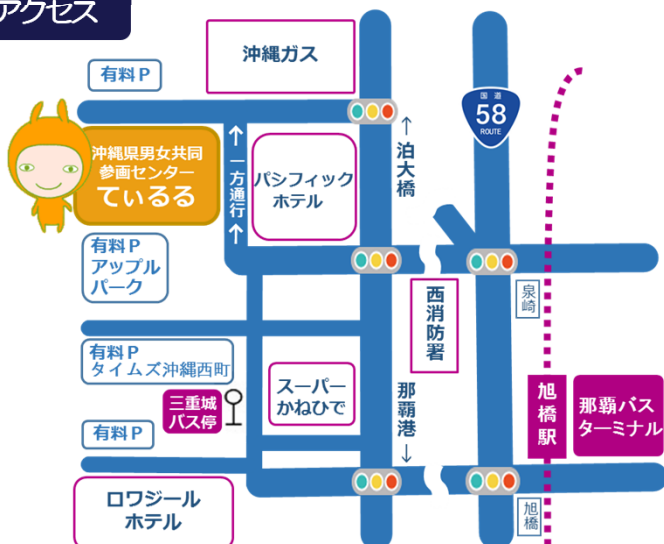 アクセス
沖縄ガス
有料P
国道
58
ROUTE
沖縄県男女共同
参画センター
てぃるる
↑
一方通行
↑
パシフィック
ホテル
↑
泊大橋
有料P
アップル
パーク
泉崎
西消防署
有料P
タイムズ沖縄西町
スーパー
かねひで
三重城
バス停
那覇港
↓
旭橋駅
那覇バス
ターミナル
有料P
ロワジール
ホテル
旭橋